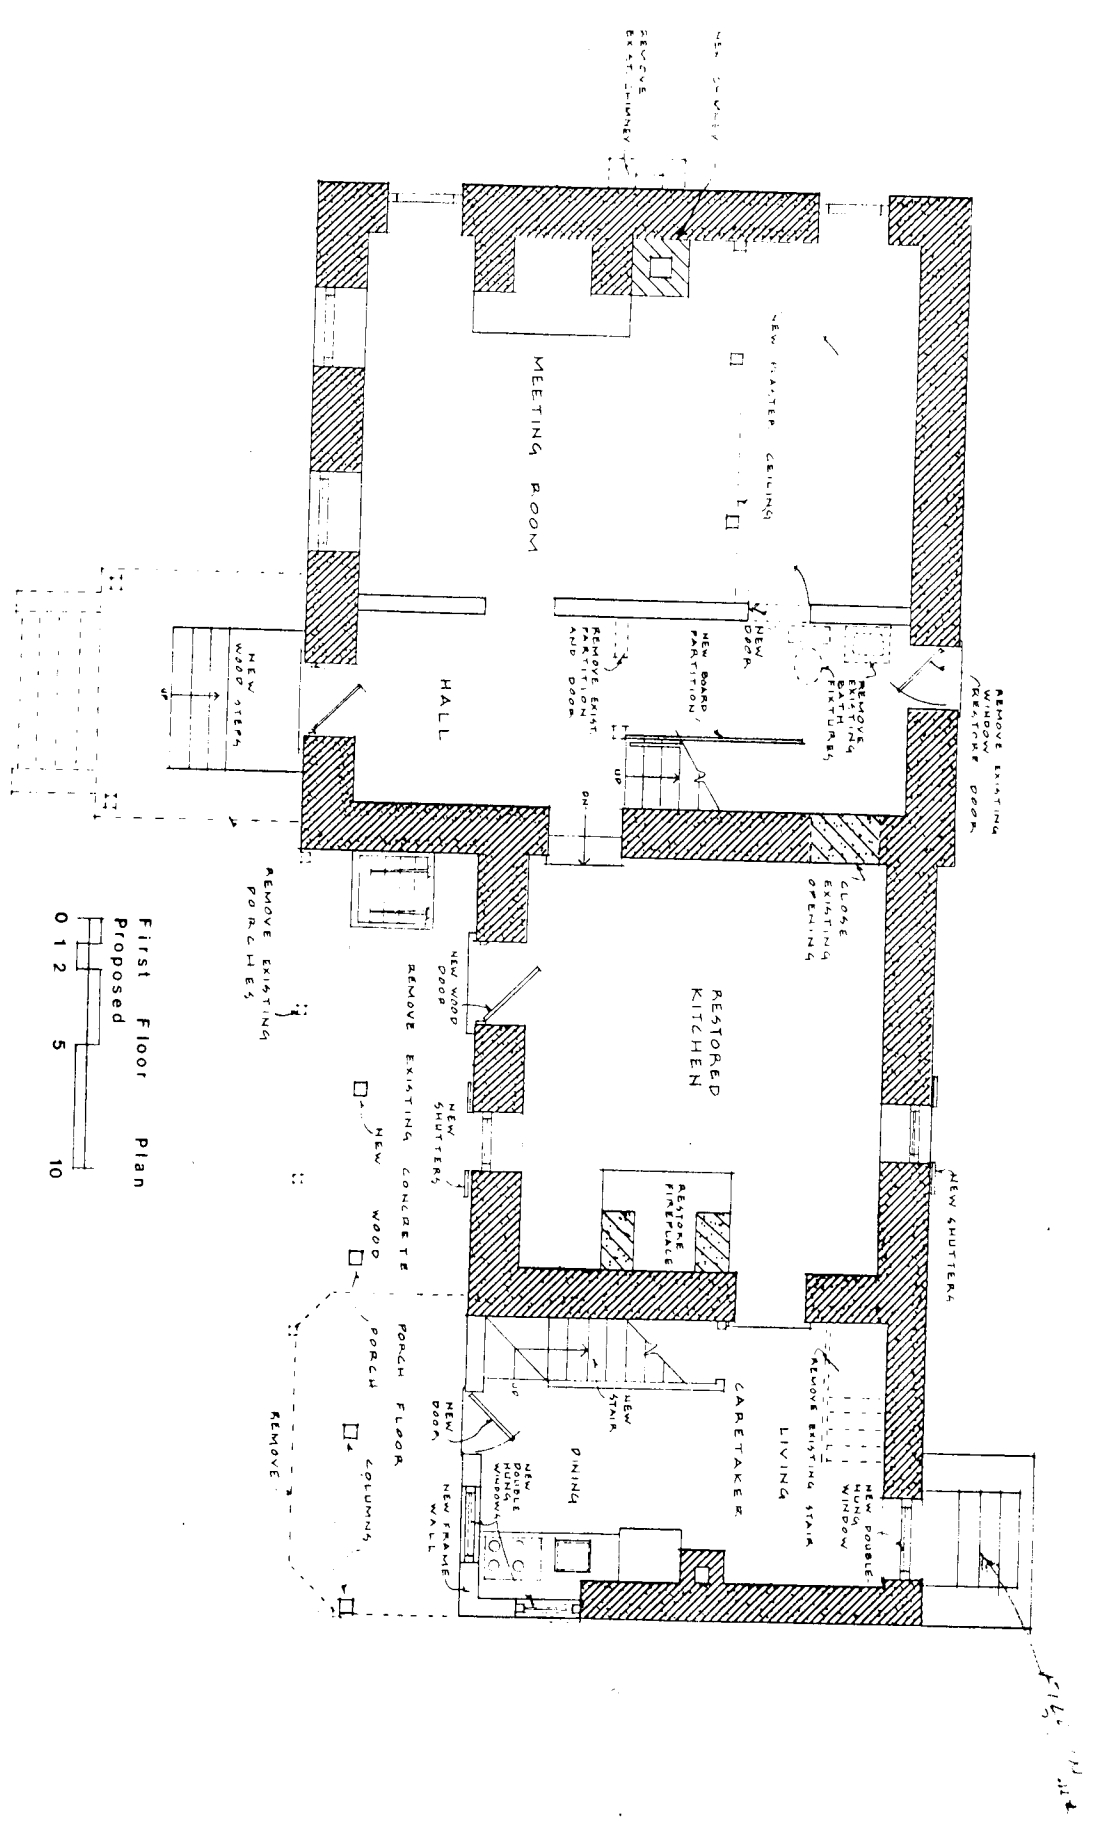 REMOVE
EXIST. CHIMNEY
NEW PLASTER CEILING
MEETING ROOM
REMOVE EXISTING
WINDOW
RESTORE DOOR
REMOVE
EXISTING
BATH
FIXTURES
NEW
DOOR
NEW BOARD
PARTITION
REMOVE EXIST.
PARTITION
AND DOOR
HALL
UP
DN.
NEW
WOOD STEPS
UP
CLOSE
EXISTING
OPENING
RESTORED
KITCHEN
NEW WOOD
DOOR
REMOVE EXISTING
PORCHES
REMOVE EXISTING CONCRETE PORCH FLOOR
NEW
SHUTTERS
NEW SHUTTERS
RESTORE
FIREPLACE
NEW WOOD PORCH COLUMNS
REMOVE
UP
NEW
STAIR
NEW
DOOR
REMOVE EXISTING STAIR
LIVING
CARETAKER
DINING
NEW
DOUBLE
HUNG
WINDOWS
NEW FRAME
WALL
NEW DOUBLE-
HUNG
WINDOW
First Floor Plan
Proposed
0 1 2 5 10